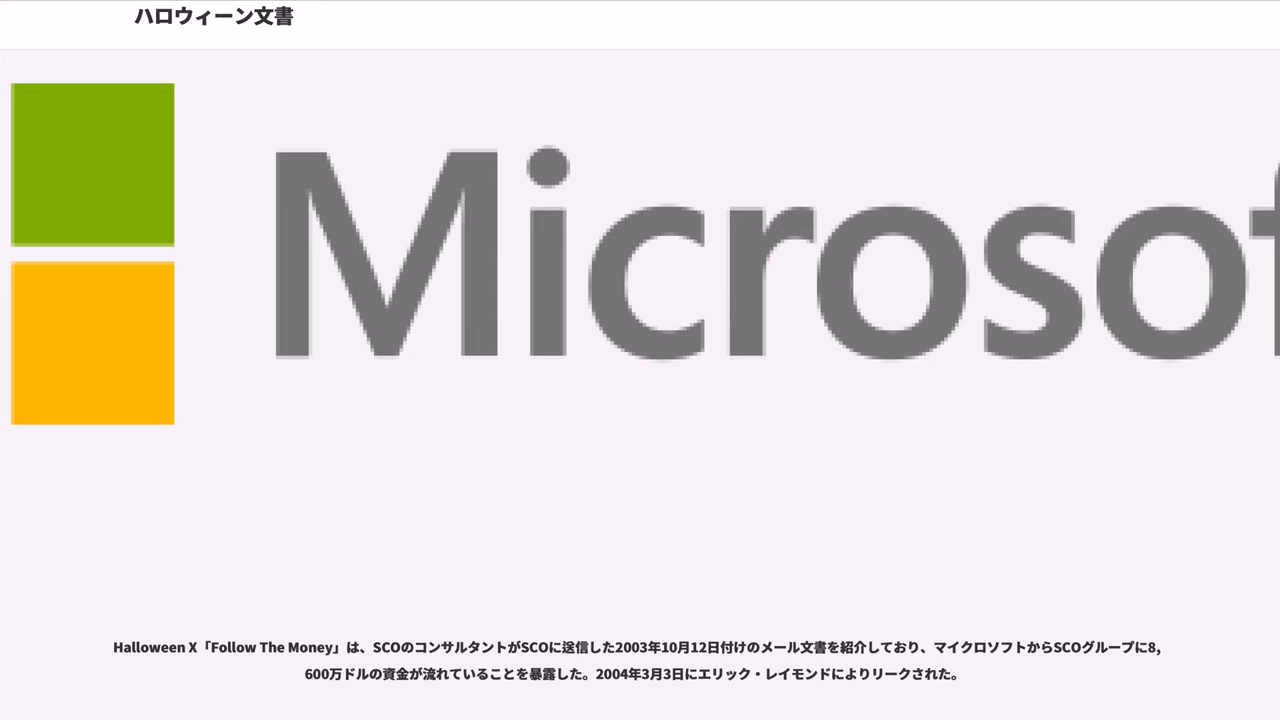 ハロウィーン文書
Microsof
Halloween X「Follow The Money」は、SCOのコンサルタントがSCOに送信した2003年10月12日付けのメール文書を紹介しており、マイクロソフトからSCOグループに8,
600万ドルの資金が流れていることを暴露した。2004年3月3日にエリック・レイモンドによりリークされた。